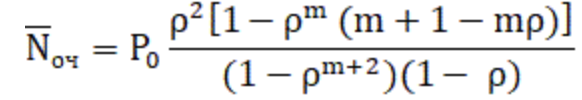 N̅оч = P₀ ρ²[1 − ρᵐ (m + 1 − mρ)] / (1 − ρᵐ⁺²)(1 − ρ)